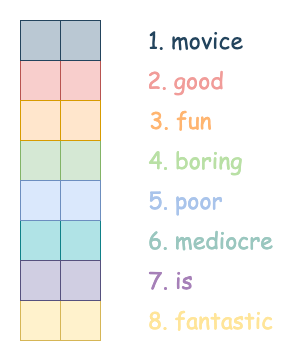 1. movice
2. good
3. fun
4. boring
5. poor
6. mediocre
7. is
8. fantastic